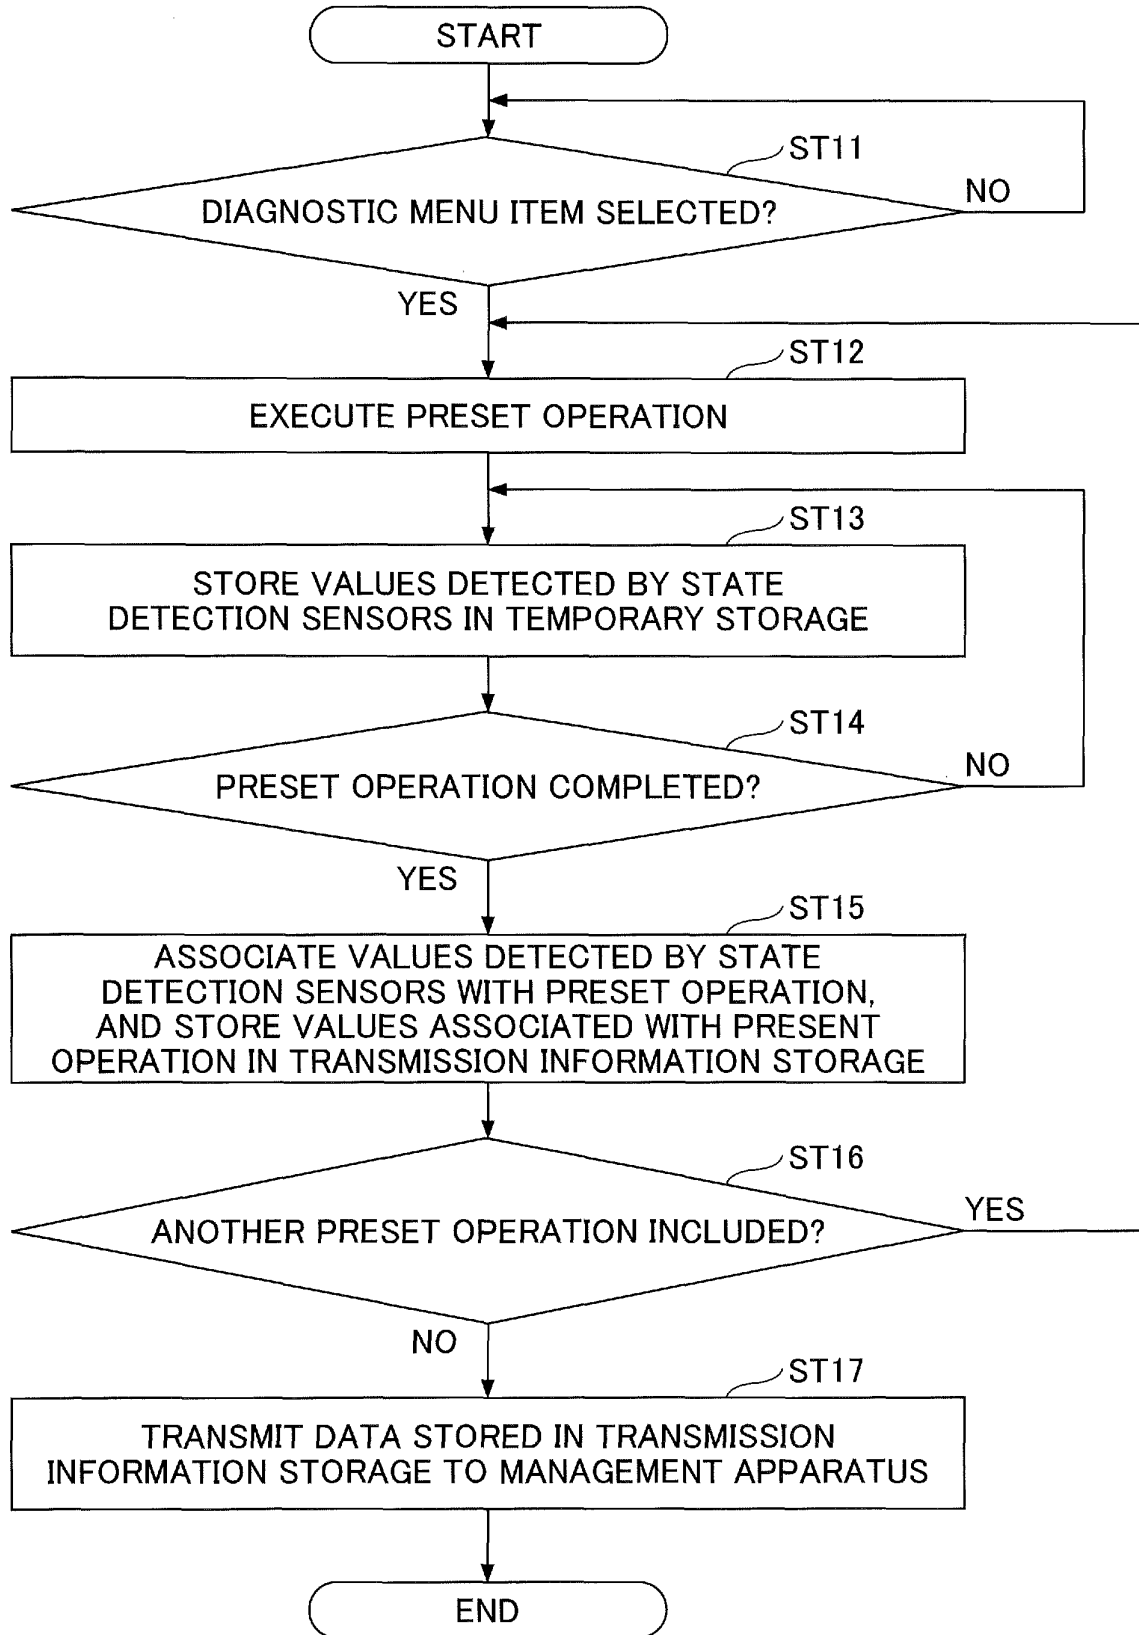 START
ST11
DIAGNOSTIC MENU ITEM SELECTED?
NO
YES
ST12
EXECUTE PRESET OPERATION
ST13
STORE VALUES DETECTED BY STATE
DETECTION SENSORS IN TEMPORARY STORAGE
ST14
PRESET OPERATION COMPLETED?
NO
YES
ST15
ASSOCIATE VALUES DETECTED BY STATE
DETECTION SENSORS WITH PRESET OPERATION,
AND STORE VALUES ASSOCIATED WITH PRESENT
OPERATION IN TRANSMISSION INFORMATION STORAGE
ST16
ANOTHER PRESET OPERATION INCLUDED?
YES
NO
ST17
TRANSMIT DATA STORED IN TRANSMISSION
INFORMATION STORAGE TO MANAGEMENT APPARATUS
END